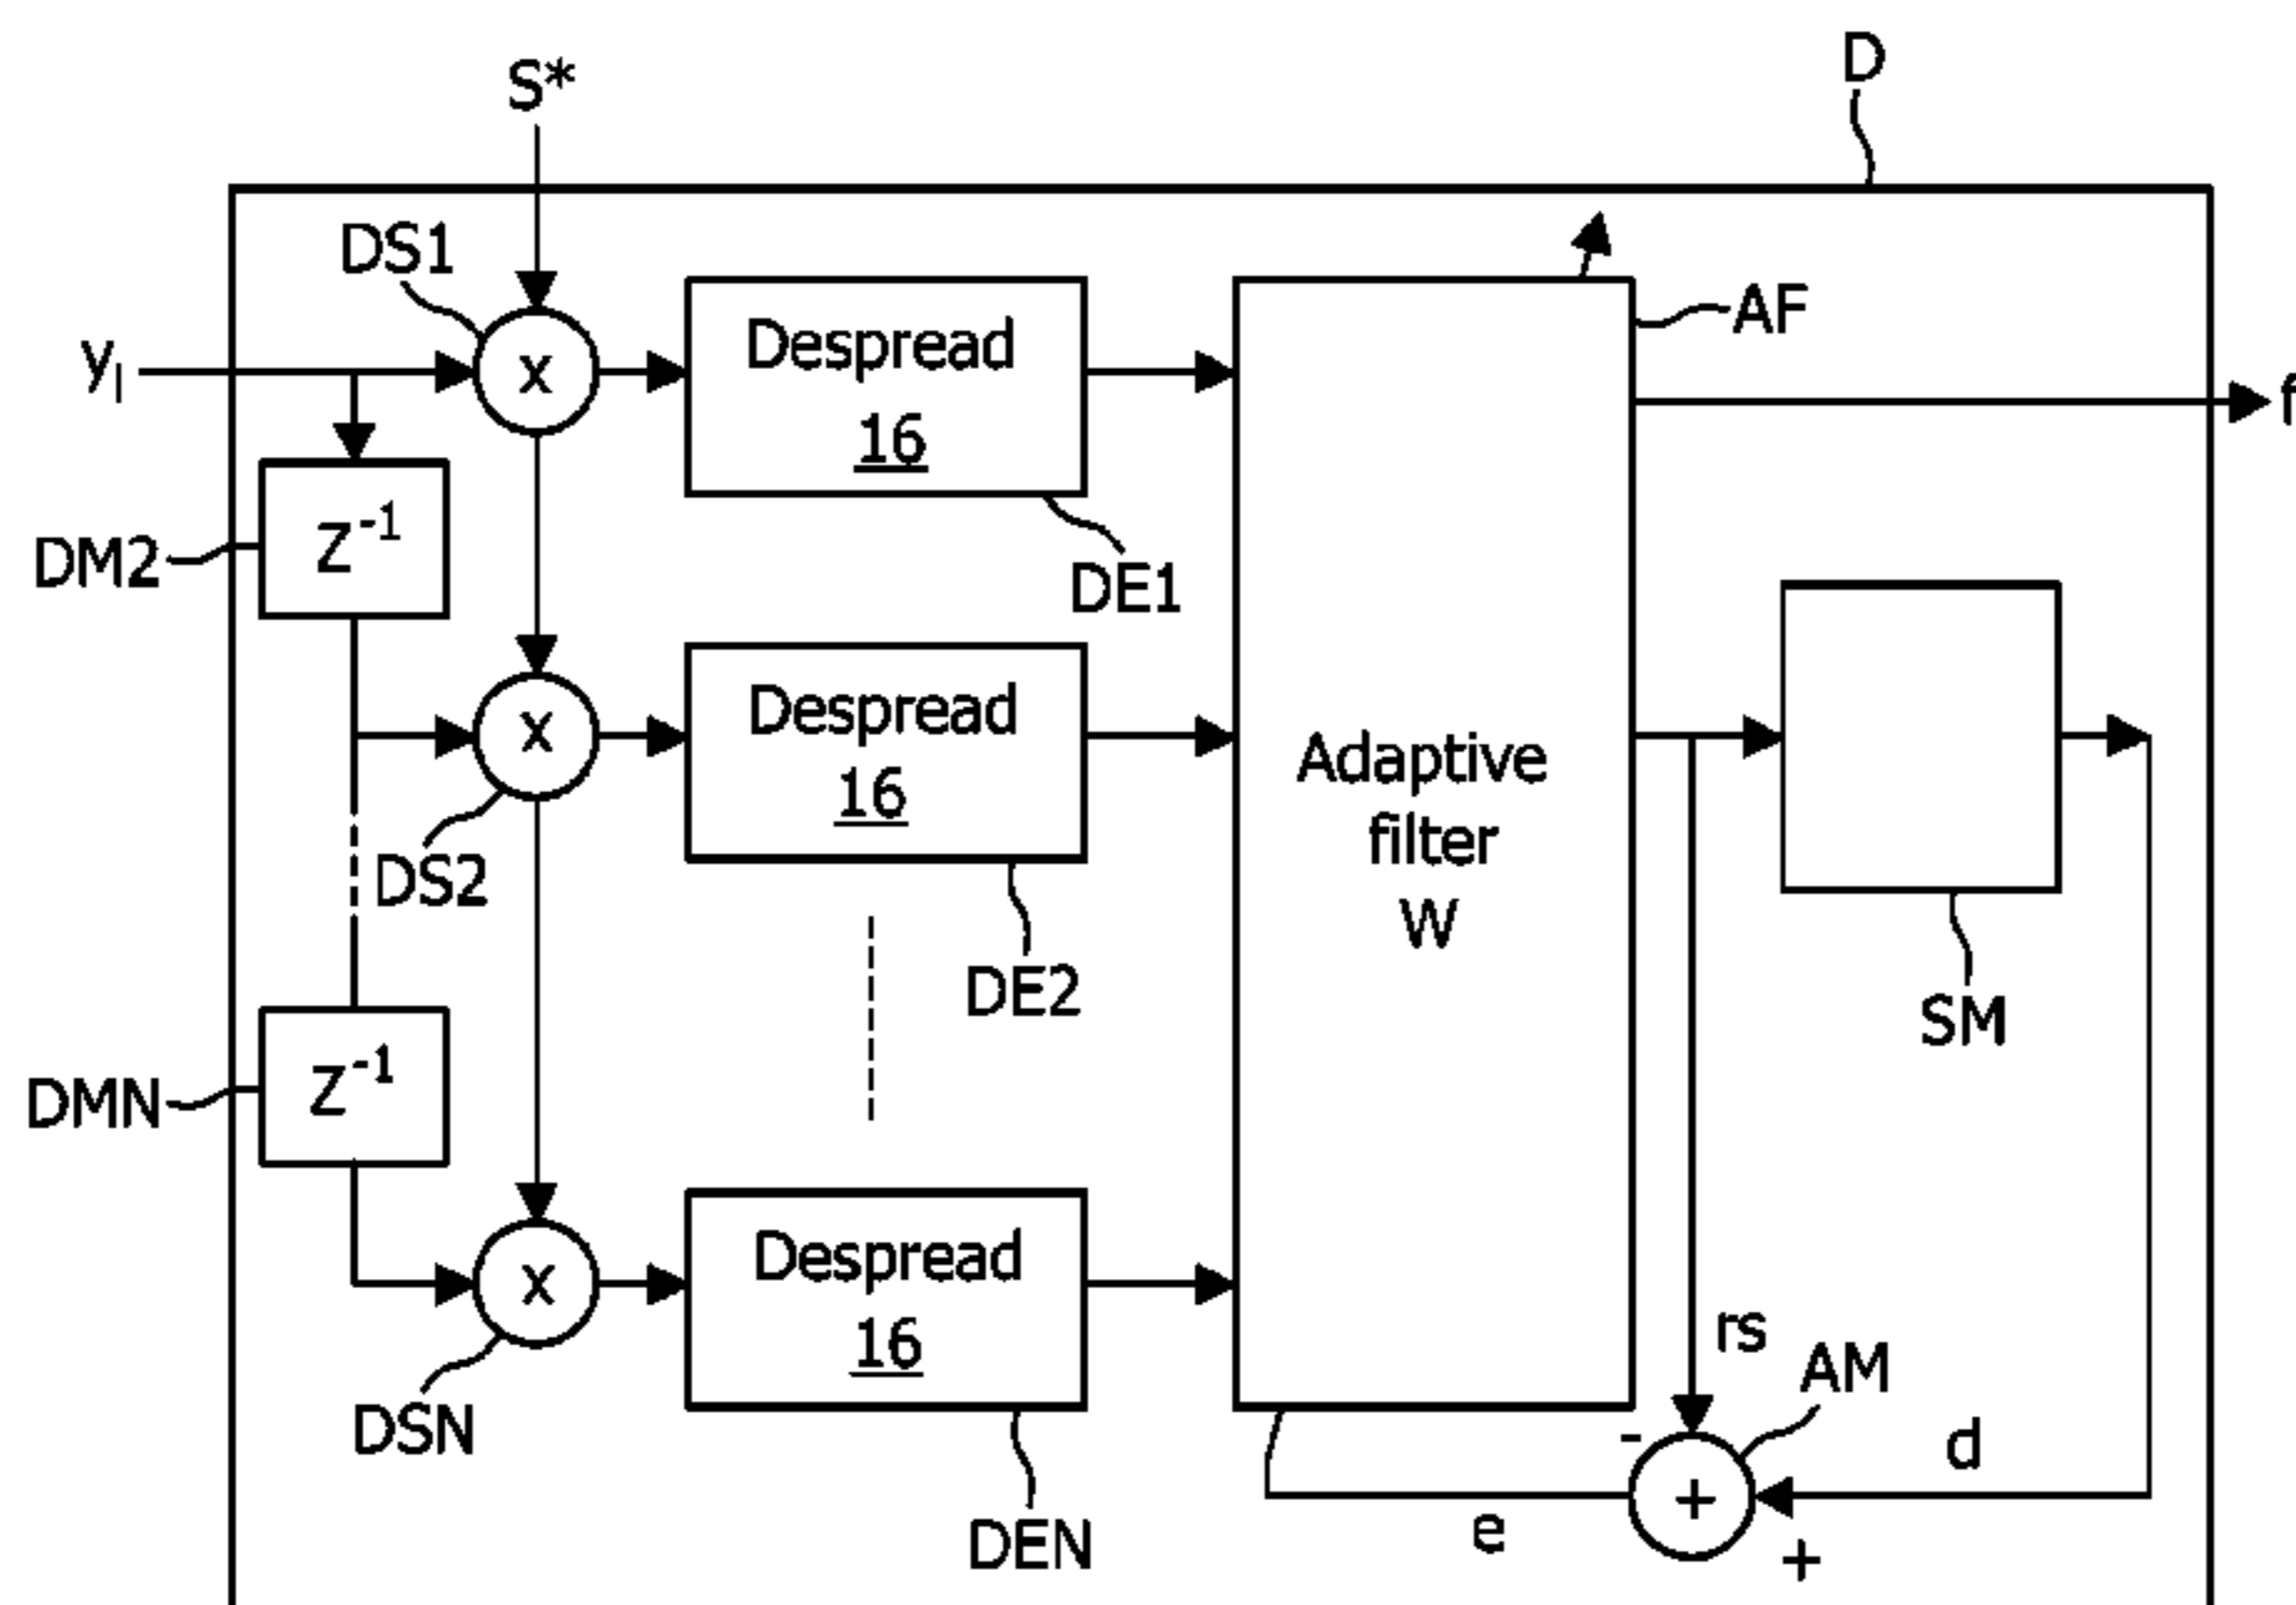 D
S*
DS1
y_l
x
Despread
16
AF
f
DM2
Z^-1
DE1
x
Despread
16
DS2
DE2
Adaptive
filter
W
SM
DMN
Z^-1
x
Despread
16
DSN
DEN
rs
AM
-
+
d
e
+